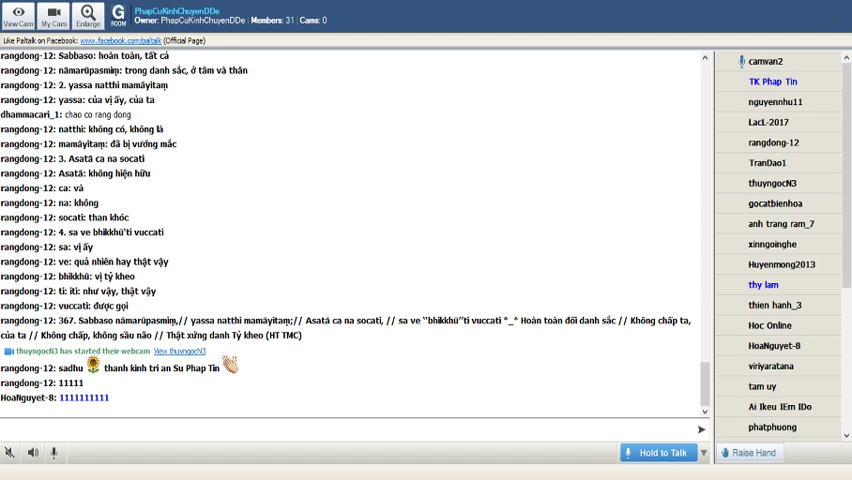 PhapCuKinhChuyenDDe
Owner: PhapCuKinhChuyenDDe | Members: 31 | Cams: 0
View Cam
My Cam
Enlarge
G
ROOM
Like Paltalk on Facebook: www.facebook.com/paltalk (Official Page)
rangdong-12: Sabbaso: hoàn toàn, tất cả
rangdong-12: nāmarūpasmiṃ: trong danh sắc, ở tâm và thân
rangdong-12: 2. yassa natthi mamāyitaṃ
rangdong-12: yassa: của vị ấy, của ta
dhammacari_1: chao co rang dong
rangdong-12: natthi: không có, không là
rangdong-12: mamāyitaṃ: đã bị vướng mắc
rangdong-12: 3. Asatā ca na socati
rangdong-12: Asatā: không hiện hữu
rangdong-12: ca: và
rangdong-12: na: không
rangdong-12: socati: than khóc
rangdong-12: 4. sa ve bhikkhū'ti vuccati
rangdong-12: sa: vị ấy
rangdong-12: ve: quả nhiên hay thật vậy
rangdong-12: bhikkhū: vị tỷ kheo
rangdong-12: ti: iti: như vậy, thật vậy
rangdong-12: vuccati: được gọi
rangdong-12: 367. Sabbaso nāmarūpasmiṃ,// yassa natthi mamāyitaṃ;// Asatā ca na socati, // sa ve ‘‘bhikkhū’’ti vuccati *_* Hoàn toàn đối danh sắc // Không chấp ta,
của ta // Không chấp, không sầu não // Thật xứng danh Tỷ kheo (HT TMC)
thuyngocN3 has started their webcam View thuyngocN3
rangdong-12: sadhu thanh kinh tri an Su Phap Tin
rangdong-12: 11111
HoaNguyet-8: 1111111111
Hold to Talk
camvan2
TK Phap Tin
nguyennhu11
LacL-2017
rangdong-12
TranDao1
thuyngocN3
gocatbienhoa
anh trang ram_7
xinngoinghe
Huyenmong2013
thy lam
thien hanh_3
Hoc Online
HoaNguyet-8
viriyaratana
tam uy
Ai Ikeu IEm IDo
phatphuong
Raise Hand